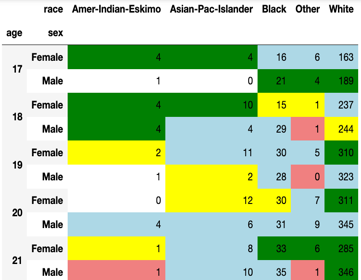 race Amer-Indian-Eskimo Asian-Pac-Islander Black Other White
age sex
17 Female 4 4 16 6 163
Male 1 0 21 4 189
18 Female 4 10 15 1 237
Male 4 4 29 1 244
19 Female 2 11 30 5 310
Male 1 2 28 0 323
20 Female 0 12 30 7 311
Male 4 6 31 9 345
21 Female 1 8 33 6 285
Male 1 10 35 1 346